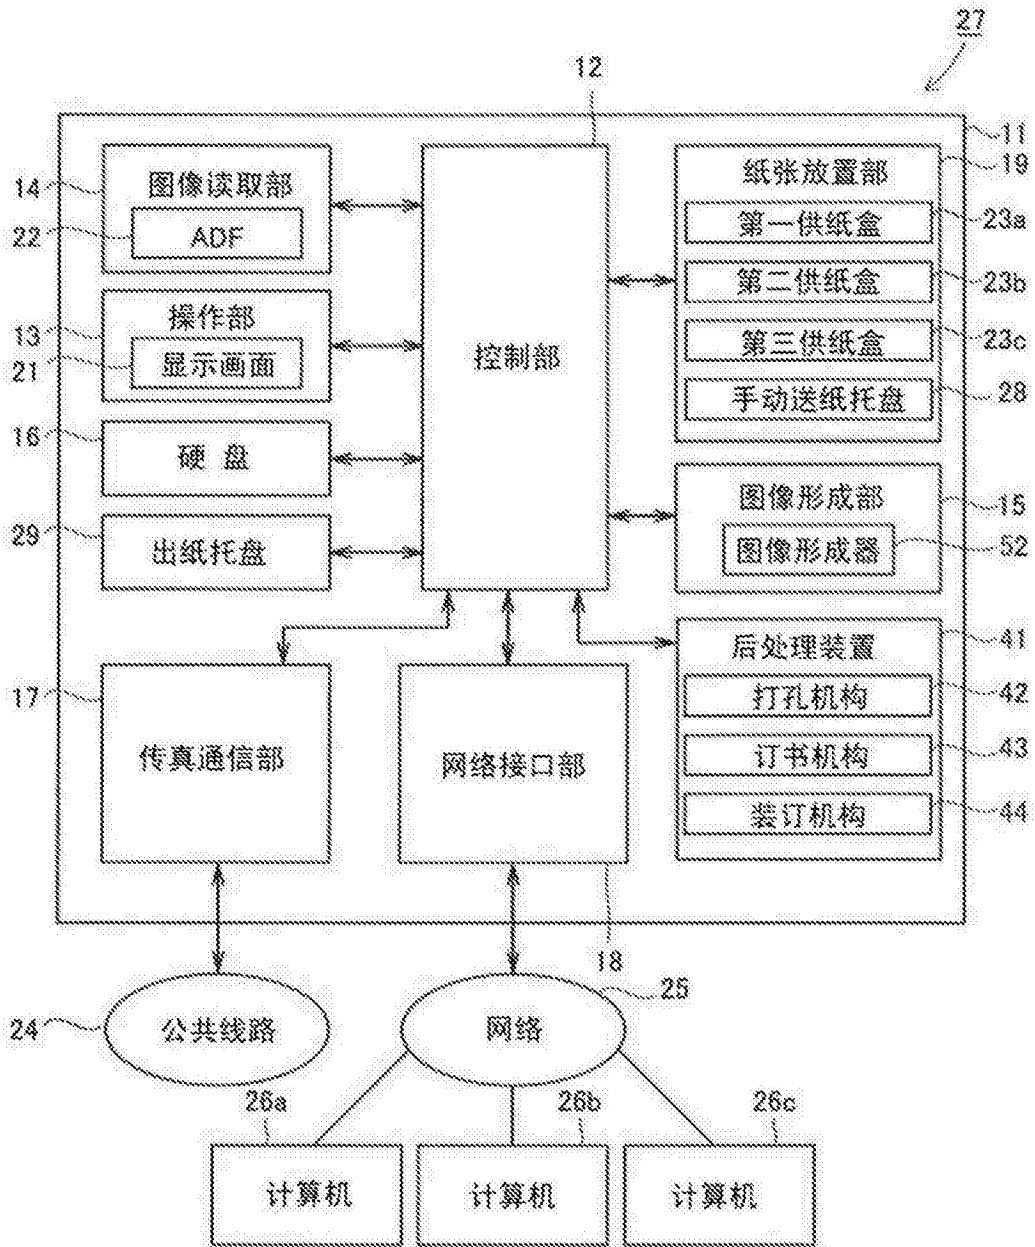 27
12
11
14
图像读取部
22
ADF
13
操作部
21
显示画面
16
硬 盘
29
出纸托盘
控制部
19
纸张放置部
23a
第一供纸盒
23b
第二供纸盒
23c
第三供纸盒
28
手动送纸托盘
15
图像形成部
52
图像形成器
41
后处理装置
42
打孔机构
43
订书机构
44
装订机构
17
传真通信部
网络接口部
18
24
公共线路
25
网络
26a
计算机
26b
计算机
26c
计算机